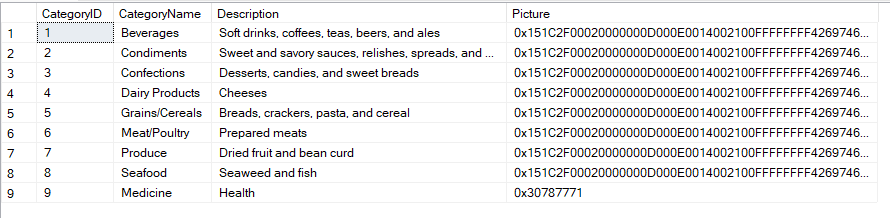 CategoryID CategoryName Description Picture
1 1 Beverages Soft drinks, coffees, teas, beers, and ales 0x151C2F00020000000D000E0014002100FFFFFFFF4269746...
2 2 Condiments Sweet and savory sauces, relishes, spreads, and ... 0x151C2F00020000000D000E0014002100FFFFFFFF4269746...
3 3 Confections Desserts, candies, and sweet breads 0x151C2F00020000000D000E0014002100FFFFFFFF4269746...
4 4 Dairy Products Cheeses 0x151C2F00020000000D000E0014002100FFFFFFFF4269746...
5 5 Grains/Cereals Breads, crackers, pasta, and cereal 0x151C2F00020000000D000E0014002100FFFFFFFF4269746...
6 6 Meat/Poultry Prepared meats 0x151C2F00020000000D000E0014002100FFFFFFFF4269746...
7 7 Produce Dried fruit and bean curd 0x151C2F00020000000D000E0014002100FFFFFFFF4269746...
8 8 Seafood Seaweed and fish 0x151C2F00020000000D000E0014002100FFFFFFFF4269746...
9 9 Medicine Health 0x30787771